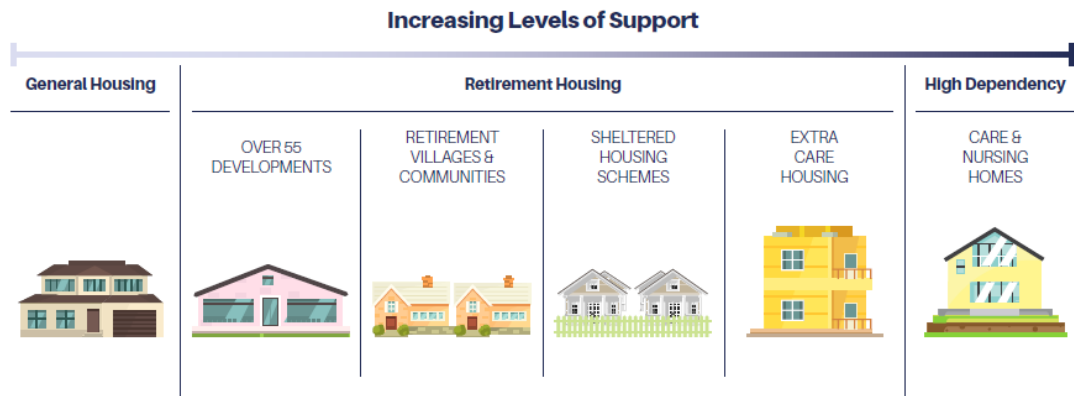 Increasing Levels of Support
General Housing
Retirement Housing
High Dependency
OVER 55
DEVELOPMENTS
RETIREMENT
VILLAGES &
COMMUNITIES
SHELTERED
HOUSING
SCHEMES
EXTRA
CARE
HOUSING
CARE &
NURSING
HOMES